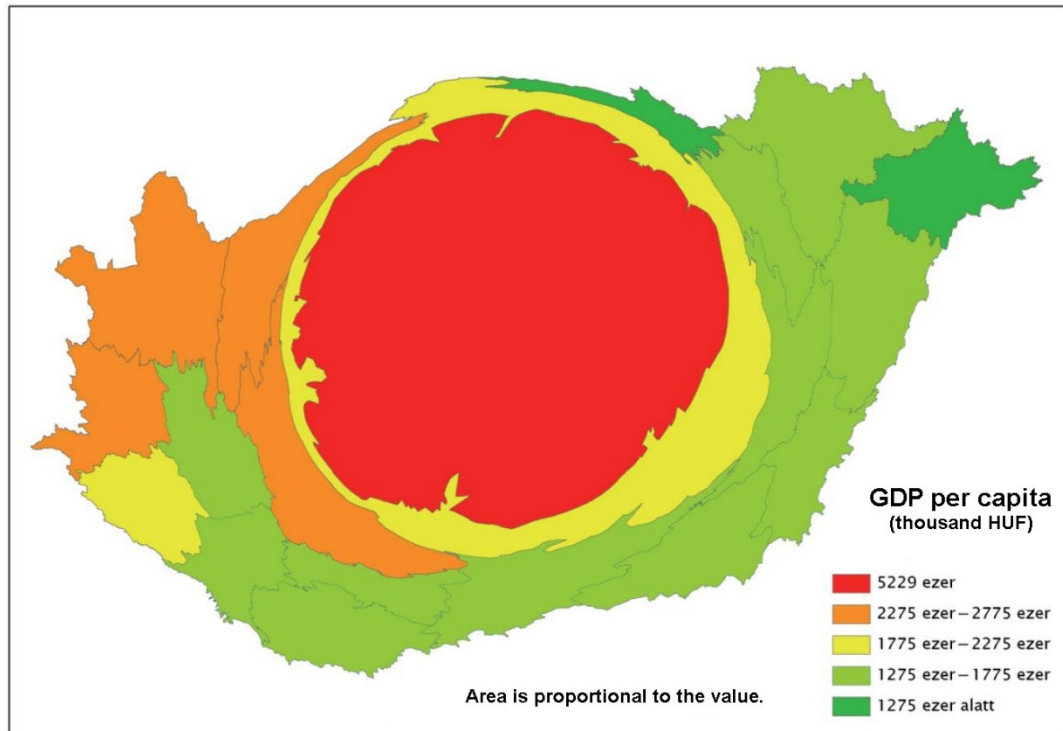 GDP per capita
(thousand HUF)
5229 ezer
2275 ezer – 2775 ezer
1775 ezer – 2275 ezer
1275 ezer – 1775 ezer
1275 ezer alatt
Area is proportional to the value.